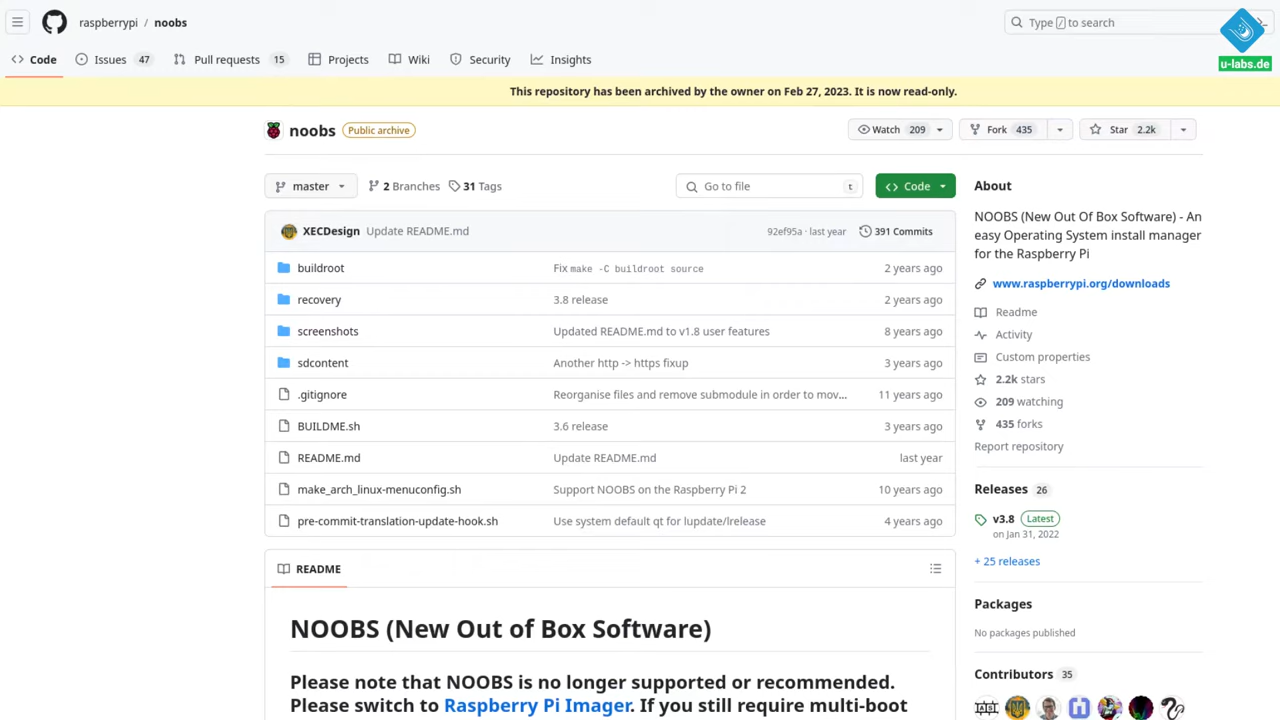 raspberrypi / noobs
Type / to search
u-labs.de
Code
Issues 47
Pull requests 15
Projects
Wiki
Security
Insights
This repository has been archived by the owner on Feb 27, 2023. It is now read-only.
noobs Public archive
Watch 209
Fork 435
Star 2.2k
master
2 Branches
31 Tags
Go to file t
Code
XECDesign Update README.md 92ef95a · last year 391 Commits
buildroot Fix make -C buildroot source 2 years ago
recovery 3.8 release 2 years ago
screenshots Updated README.md to v1.8 user features 8 years ago
sdcontent Another http -> https fixup 3 years ago
.gitignore Reorganise files and remove submodule in order to mov... 11 years ago
BUILDME.sh 3.6 release 3 years ago
README.md Update README.md last year
make_arch_linux-menuconfig.sh Support NOOBS on the Raspberry Pi 2 10 years ago
pre-commit-translation-update-hook.sh Use system default qt for lupdate/lrelease 4 years ago
README
NOOBS (New Out of Box Software)
Please note that NOOBS is no longer supported or recommended.
Please switch to Raspberry Pi Imager. If you still require multi-boot
About
NOOBS (New Out Of Box Software) - An
easy Operating System install manager
for the Raspberry Pi
www.raspberrypi.org/downloads
Readme
Activity
Custom properties
2.2k stars
209 watching
435 forks
Report repository
Releases 26
v3.8 Latest
on Jan 31, 2022
+ 25 releases
Packages
No packages published
Contributors 35